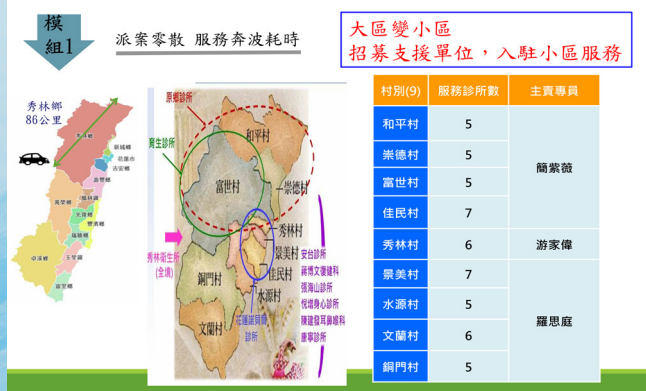 模
組1
派案零散 服務奔波耗時
大區變小區
招募支援單位，入駐小區服務
秀林鄉
86公里
秀林鄉
新城鄉
花蓮市
吉安鄉
壽豐鄉
鳳林鎮
萬榮鄉
光復鄉
豐濱鄉
瑞穗鄉
卓溪鄉
玉里鎮
富里鄉
原鄉診所
育生診所
和平村
富世村
崇德村
秀林村
景美村
佳民村
水源村
銅門村
文蘭村
秀林衛生所
(全填)
診所
安台診所
蔣博文復健科
張海山診所
悅增身心診所
陳建發耳鼻喉科
康寧診所
村別(9) 服務診所數 主責專員
和平村 5
崇德村 5
簡紫薇
富世村 5
佳民村 7
秀林村 6 游家偉
景美村 7
水源村 5
羅思庭
文蘭村 6
銅門村 5